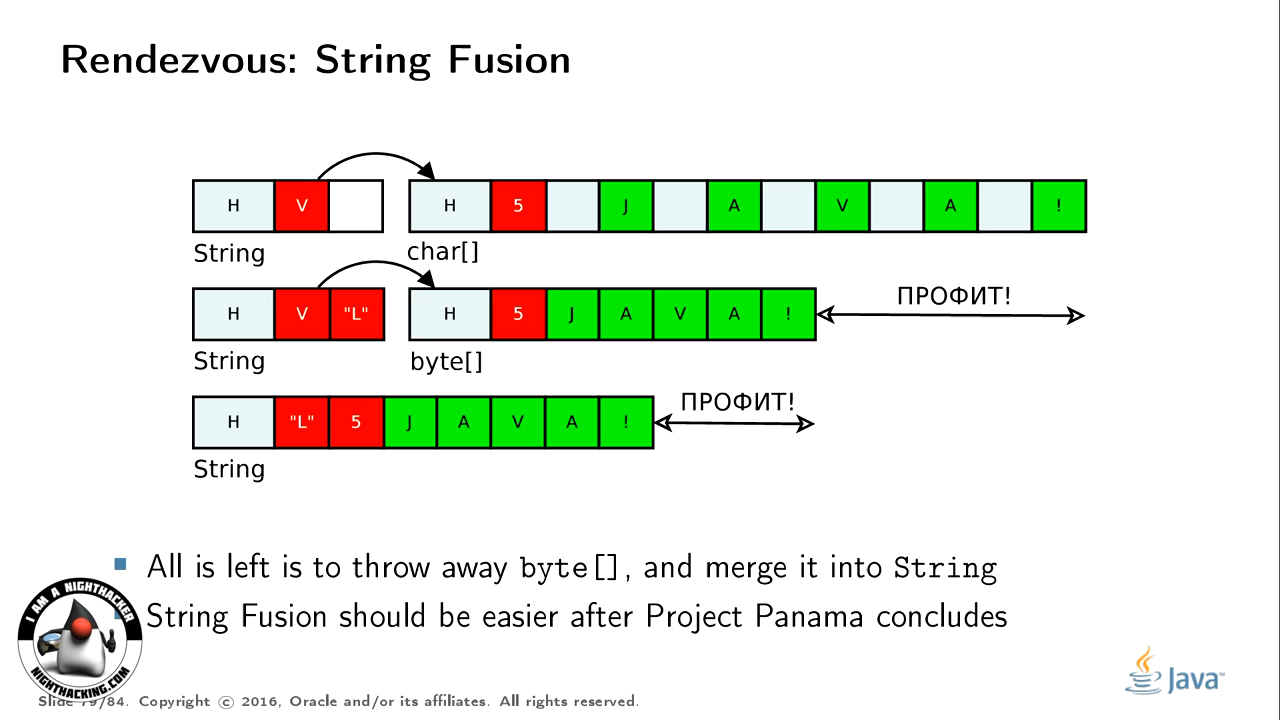 Rendezvous: String Fusion
H V H 5 J A V A !
String char[]
H V "L" H 5 J A V A ! ПРОФИТ!
String byte[]
H "L" 5 J A V A ! ПРОФИТ!
String
All is left is to throw away byte[], and merge it into String
String Fusion should be easier after Project Panama concludes
I AM A NIGHTHACKER
NIGHTHACKING.COM
Java™
Slide 79/84. Copyright © 2016, Oracle and/or its affiliates. All rights reserved.